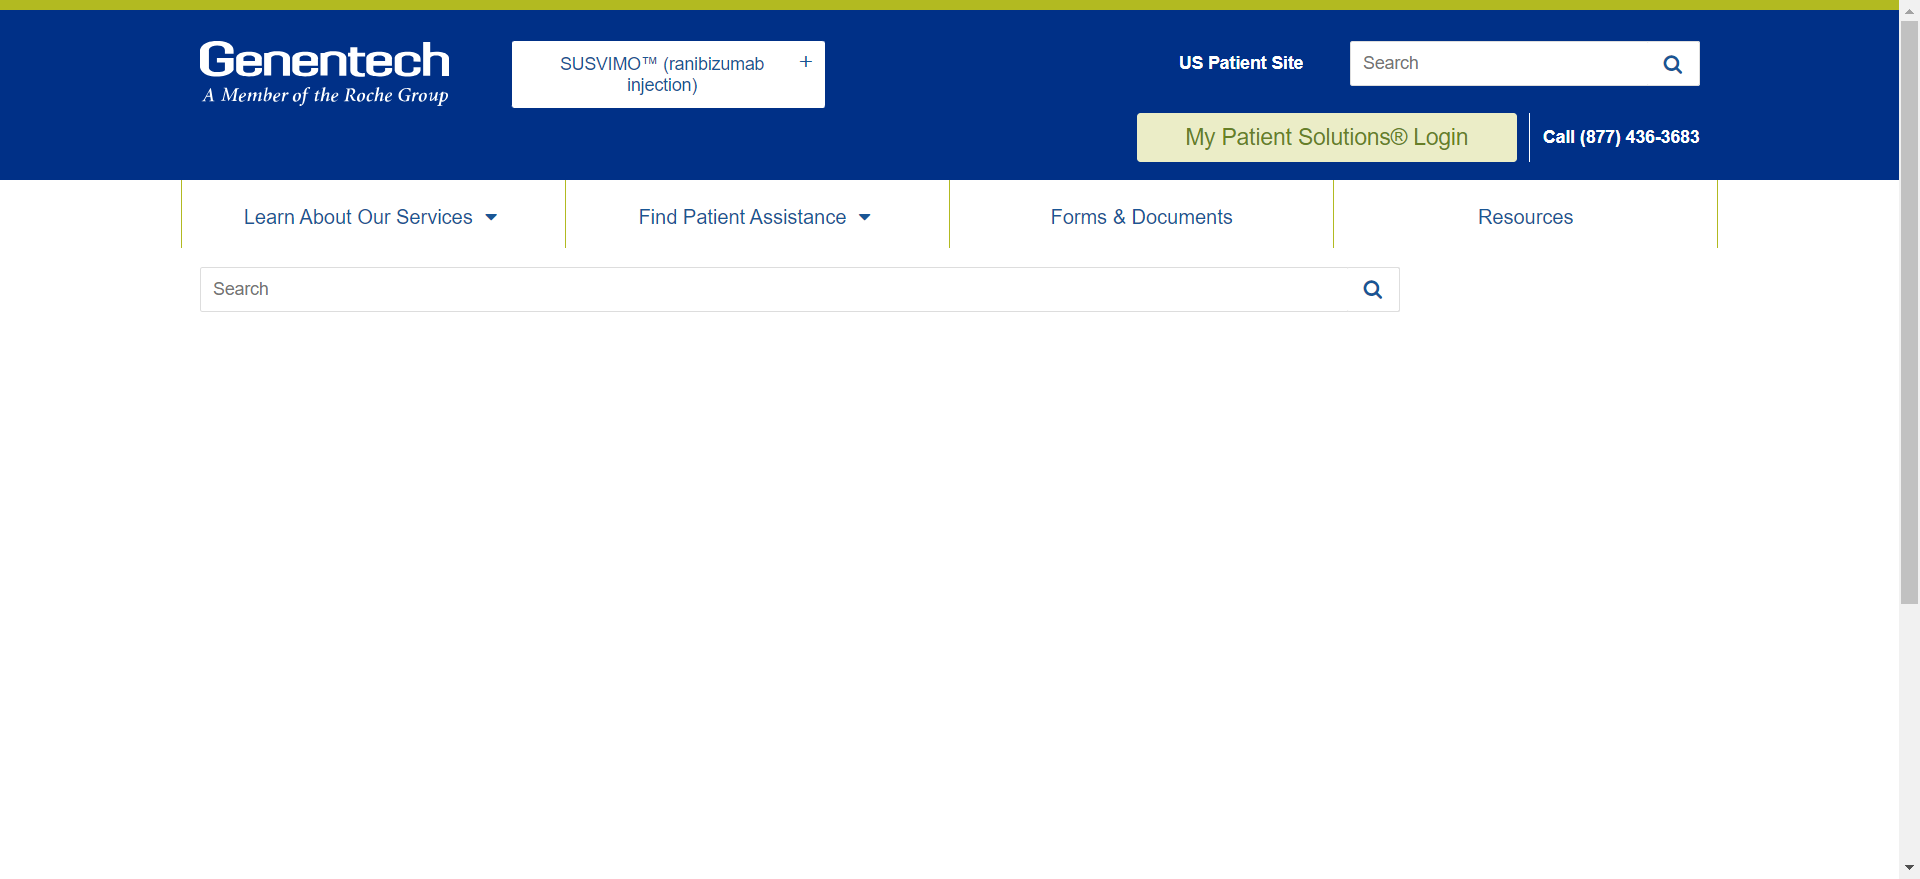 Genentech
A Member of the Roche Group
SUSVIMO™ (ranibizumab
injection)
+
US Patient Site
Search
My Patient Solutions® Login
Call (877) 436-3683
Learn About Our Services
Find Patient Assistance
Forms & Documents
Resources
Search